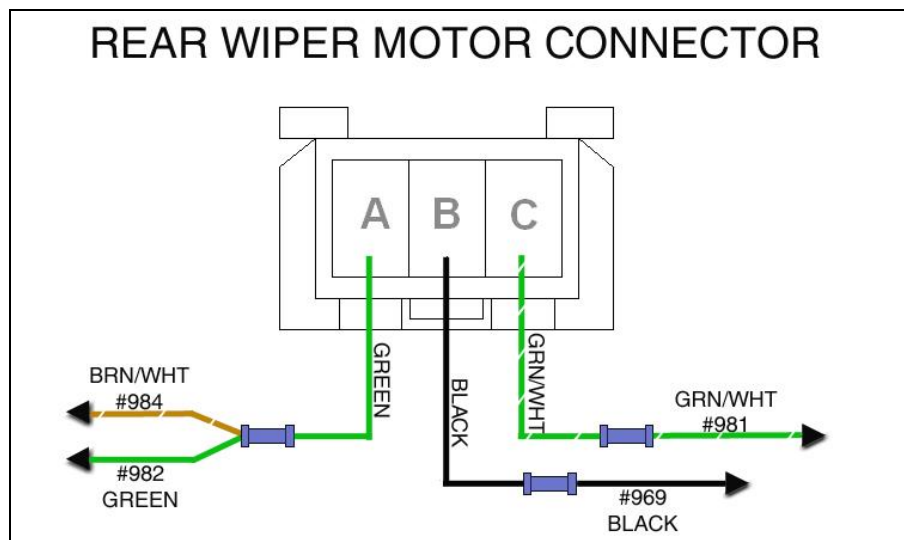 REAR WIPER MOTOR CONNECTOR
A B C
GREEN
BLACK
GRN/WHT
BRN/WHT
#984
#982
GREEN
GRN/WHT
#981
#969
BLACK